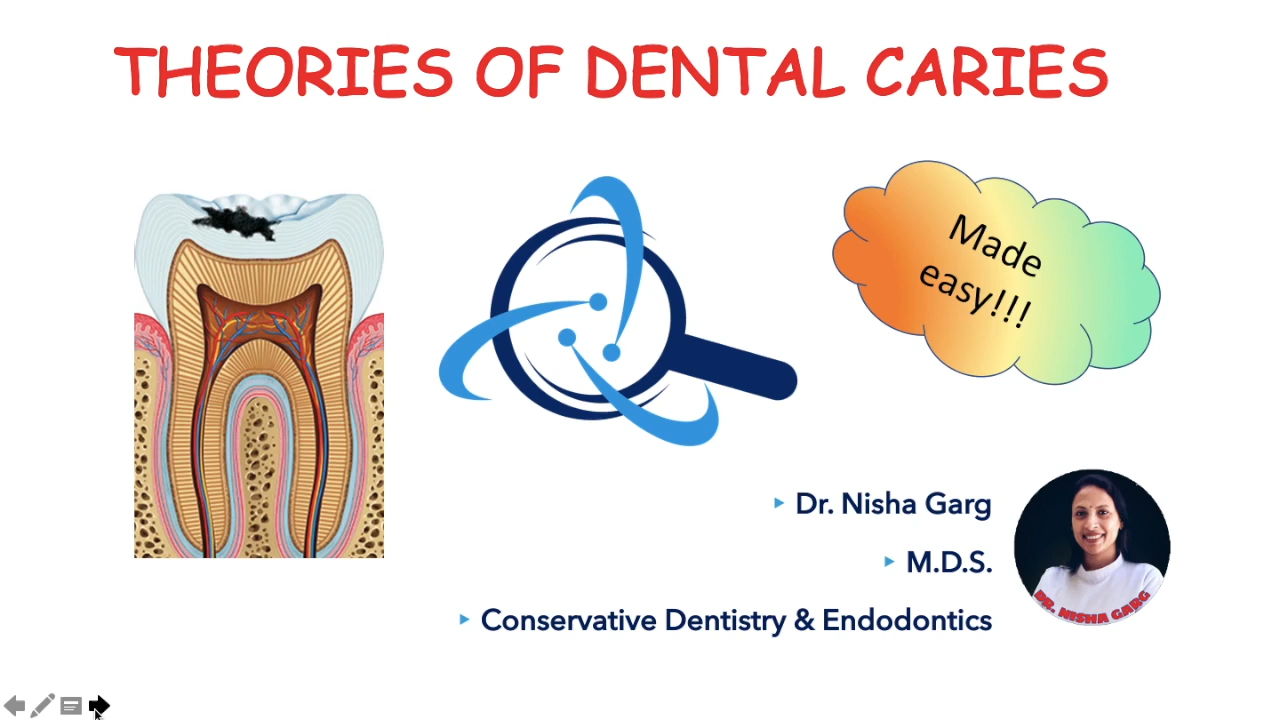 THEORIES OF DENTAL CARIES
Made
easy!!!
Dr. Nisha Garg
M.D.S.
Conservative Dentistry & Endodontics
DR. NISHA GARG